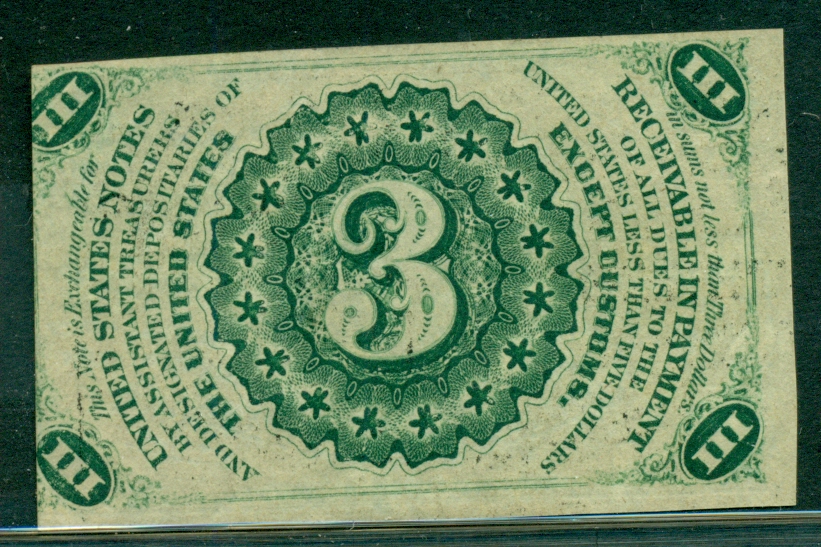 III
III
This Note is Exchangeable for
UNITED STATES NOTES
BY ASSISTANT TREASURERS
AND DESIGNATED DEPOSITARIES OF
THE UNITED STATES
3
in sums not less than Three Dollars.
RECEIVABLE IN PAYMENT
OF ALL DUES TO THE
UNITED STATES LESS THAN FIVE DOLLARS
EXCEPT CUSTOMS.
III
III